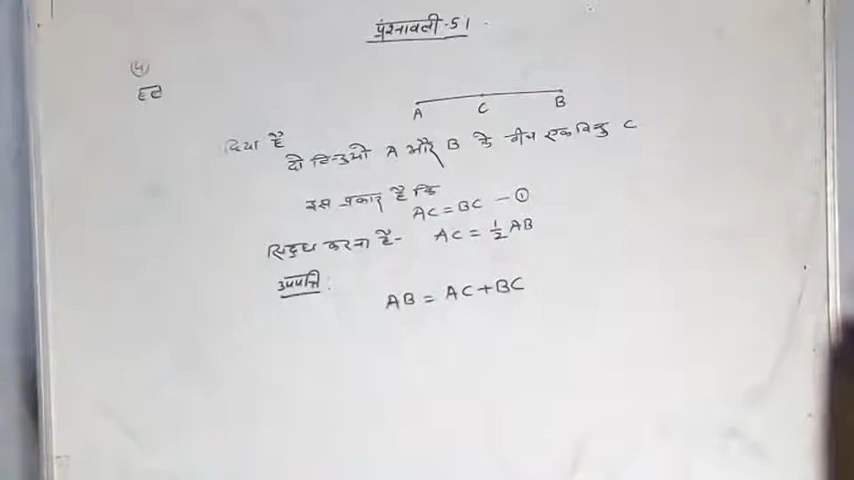 प्रश्नावली-5।
(4)
हल
A C B
दिया है
दो बिन्दुओ A और B के बीच एक बिन्दु C
इस प्रकार है कि
AC = BC - ①
सिद्ध करना है- AC = 1/2 AB
उपपत्ति :
AB = AC + BC